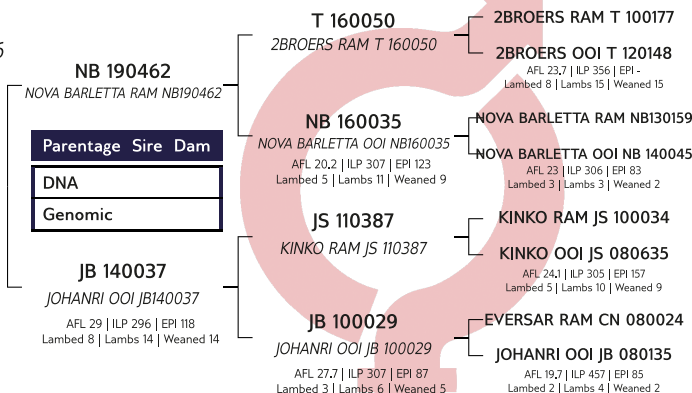 T 160050
2BROERS RAM T 160050
2BROERS RAM T 100177
2BROERS OOI T 120148
AFL 23.7 | ILP 356 | EPI -
Lambed 8 | Lambs 15 | Weaned 15
NB 190462
NOVA BARLETTA RAM NB190462
NB 160035
NOVA BARLETTA OOI NB160035
AFL 20.2 | ILP 307 | EPI 123
Lambed 5 | Lambs 11 | Weaned 9
NOVA BARLETTA RAM NB130159
NOVA BARLETTA OOI NB 140045
AFL 23 | ILP 306 | EPI 83
Lambed 3 | Lambs 3 | Weaned 2
Parentage Sire Dam
DNA
Genomic
JS 110387
KINKO RAM JS 110387
KINKO RAM JS 100034
KINKO OOI JS 080635
AFL 24.1 | ILP 305 | EPI 157
Lambed 5 | Lambs 10 | Weaned 9
JB 140037
JOHANRI OOI JB140037
AFL 29 | ILP 296 | EPI 118
Lambed 8 | Lambs 14 | Weaned 14
JB 100029
JOHANRI OOI JB 100029
AFL 27.7 | ILP 307 | EPI 87
Lambed 3 | Lambs 6 | Weaned 5
EVERSAR RAM CN 080024
JOHANRI OOI JB 080135
AFL 19.7 | ILP 457 | EPI 85
Lambed 2 | Lambs 4 | Weaned 2